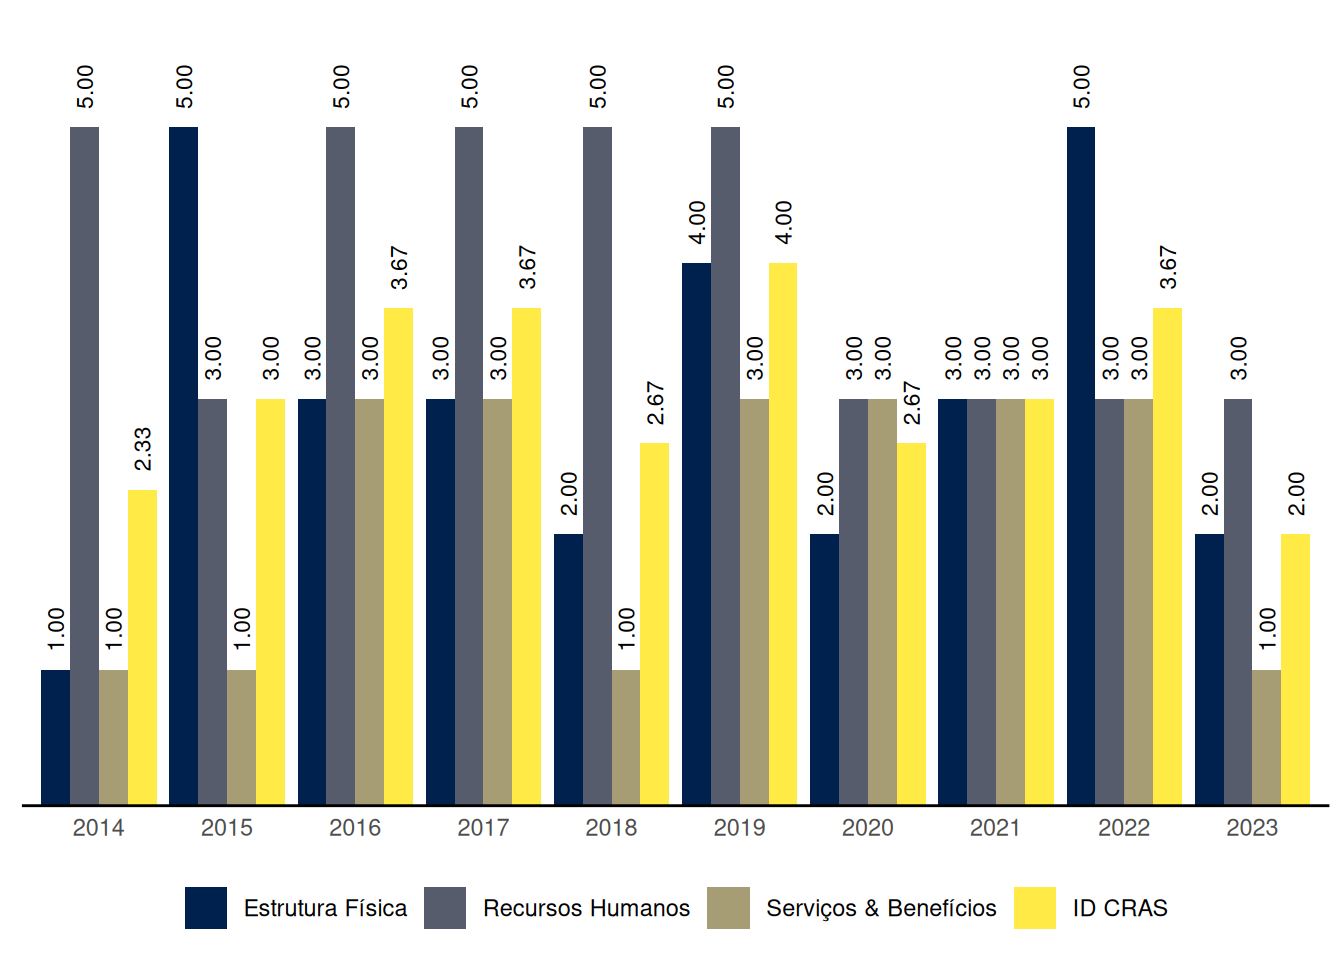 5.00 5.00 5.00 5.00 5.00 5.00 5.00
4.00 4.00
3.67 3.67 3.67
3.00 3.00 3.00 3.00 3.00 3.00 3.00 3.00 3.00 3.00 3.00 3.00 3.00 3.00 3.00 3.00
2.67 2.67
2.33
2.00 2.00 2.00 2.00
1.00 1.00 1.00 1.00 1.00
2014 2015 2016 2017 2018 2019 2020 2021 2022 2023
Estrutura Física Recursos Humanos Serviços & Benefícios ID CRAS